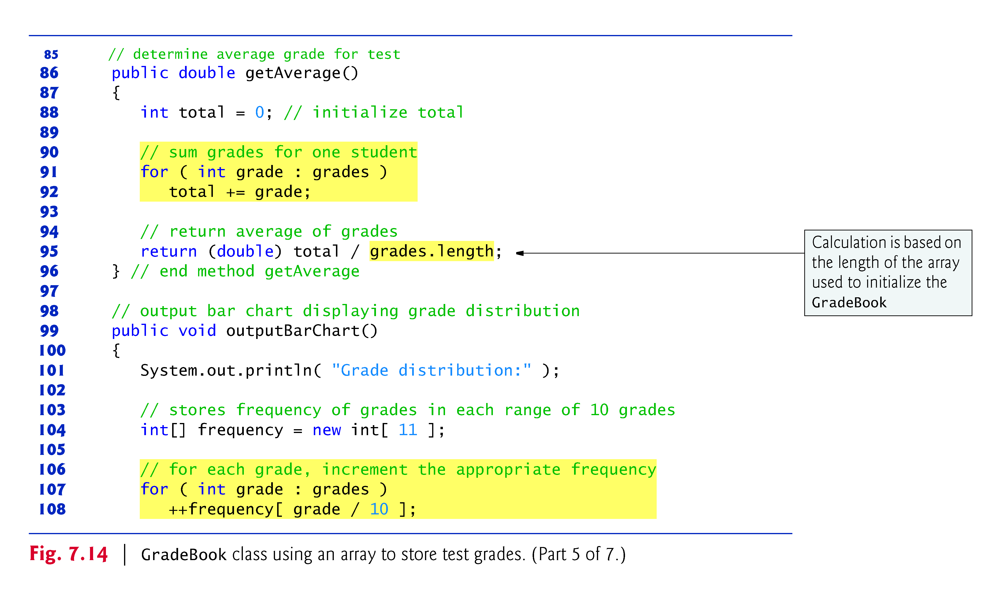 85 // determine average grade for test
86 public double getAverage()
87 {
88 int total = 0; // initialize total
89
90 // sum grades for one student
91 for ( int grade : grades )
92 total += grade;
93
94 // return average of grades
95 return (double) total / grades.length;
96 } // end method getAverage
97
98 // output bar chart displaying grade distribution
99 public void outputBarChart()
100 {
101 System.out.println( "Grade distribution:" );
102
103 // stores frequency of grades in each range of 10 grades
104 int[] frequency = new int[ 11 ];
105
106 // for each grade, increment the appropriate frequency
107 for ( int grade : grades )
108 ++frequency[ grade / 10 ];
Calculation is based on
the length of the array
used to initialize the
GradeBook
Fig. 7.14 | GradeBook class using an array to store test grades. (Part 5 of 7.)